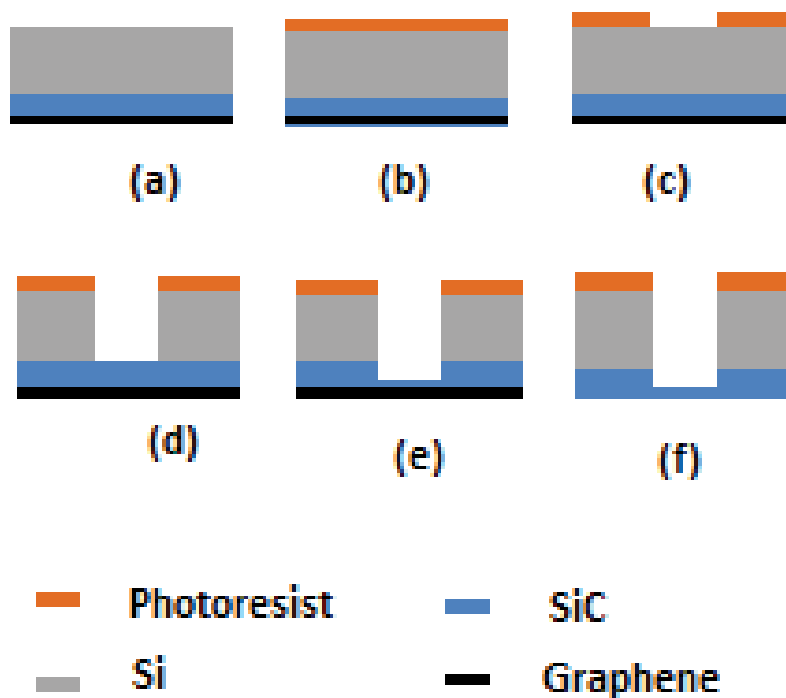 (a)
(b)
(c)
(d)
(e)
(f)
Photoresist
SiC
Si
Graphene